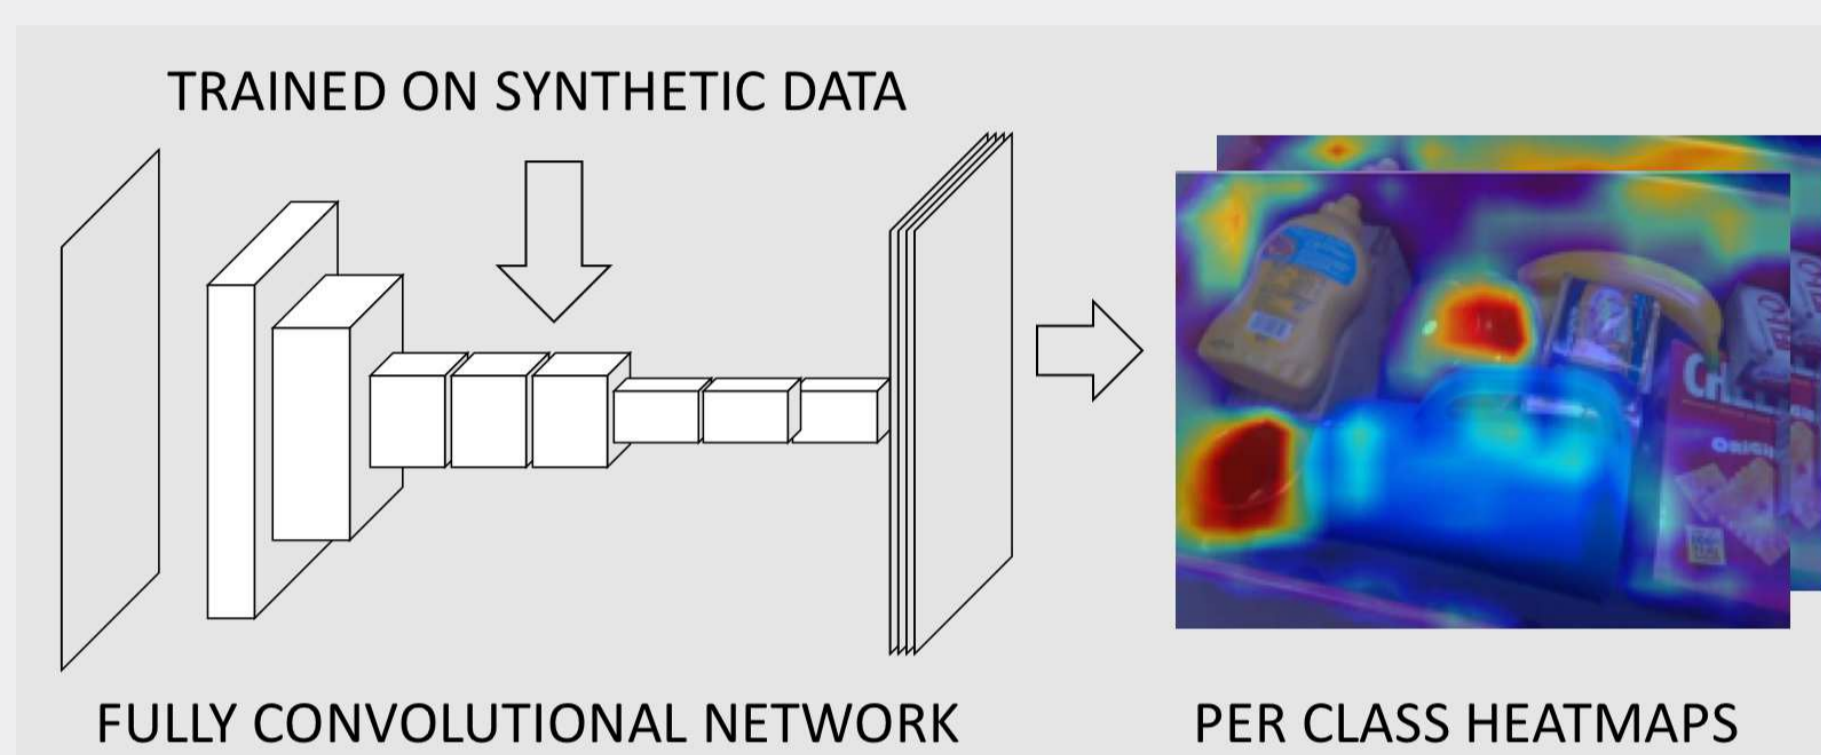 TRAINED ON SYNTHETIC DATA
FULLY CONVOLUTIONAL NETWORK
PER CLASS HEATMAPS